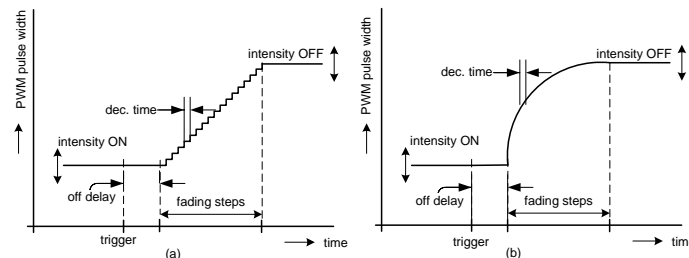 PWM pulse width
intensity OFF
dec. time
intensity ON
off delay
fading steps
trigger
time
(a)
PWM pulse width
intensity OFF
dec. time
intensity ON
off delay
fading steps
trigger
tim
(b)